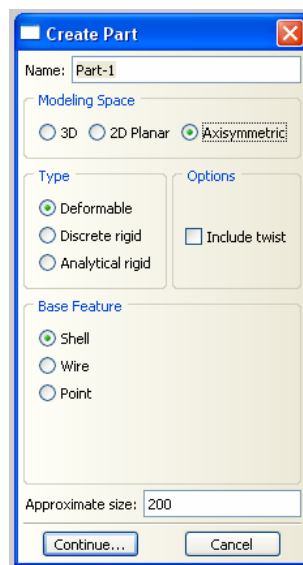 Create Part
Name: Part-1
Modeling Space
3D 2D Planar Axisymmetric
Type Options
Deformable
Discrete rigid Include twist
Analytical rigid
Base Feature
Shell
Wire
Point
Approximate size: 200
Continue... Cancel